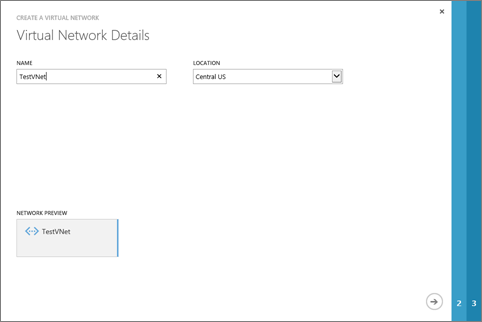 CREATE A VIRTUAL NETWORK
Virtual Network Details
NAME
LOCATION
TestVNet
Central US
NETWORK PREVIEW
TestVNet
2
3